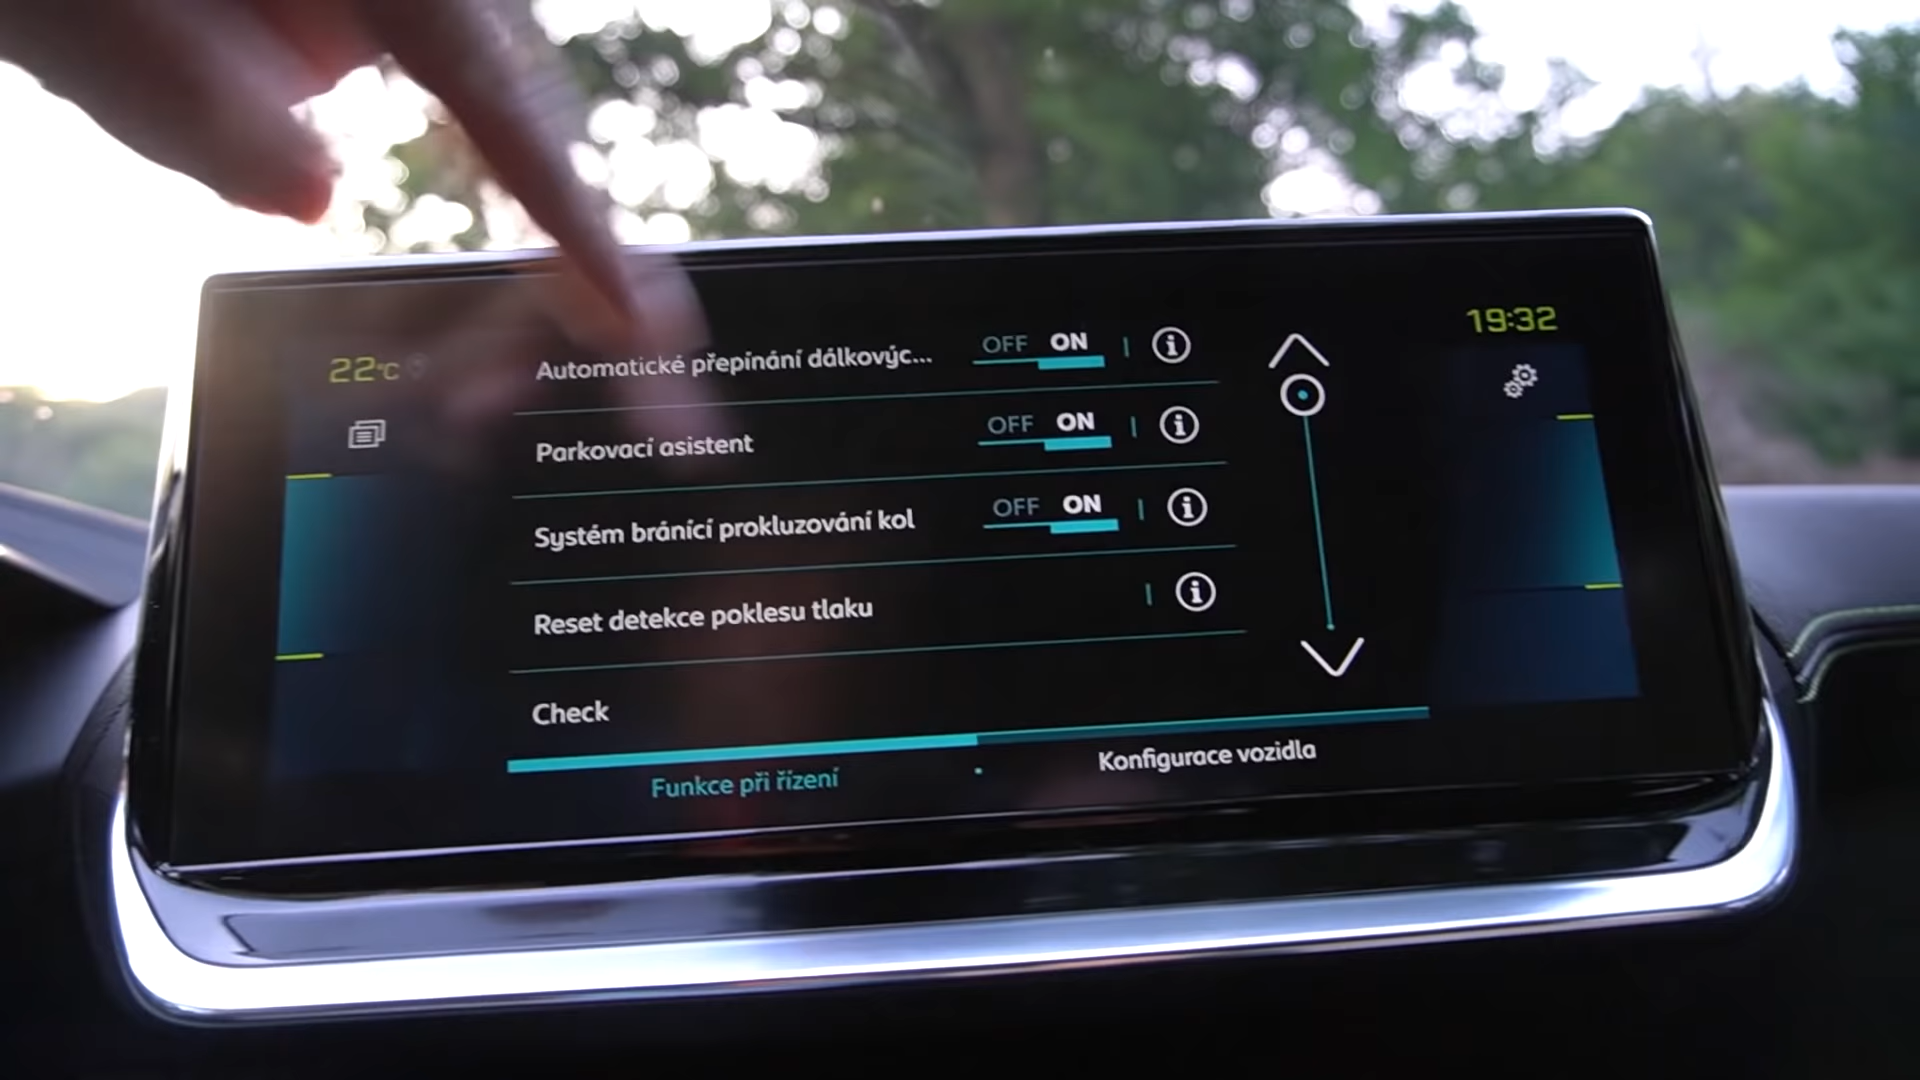 22°C
19:32
Automatické přepínání dálkovýc... OFF ON
Parkovací asistent OFF ON
Systém bránící prokluzování kol OFF ON
Reset detekce poklesu tlaku
Check
Funkce při řízení
Konfigurace vozidla